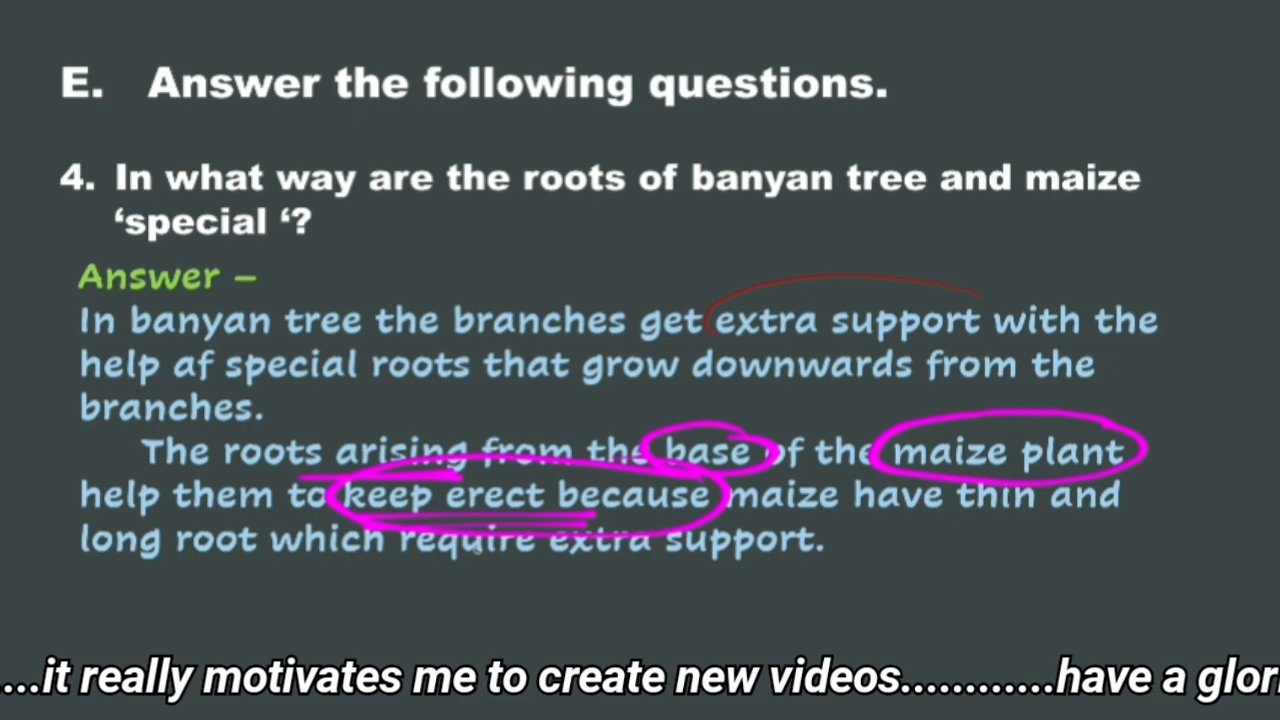 E. Answer the following questions.
4. In what way are the roots of banyan tree and maize
‘special ‘?
Answer –
In banyan tree the branches get extra support with the
help af special roots that grow downwards from the
branches.
The roots arising from the base of the maize plant
help them to keep erect because maize have thin and
long root which require extra support.
....it really motivates me to create new videos............have a glori